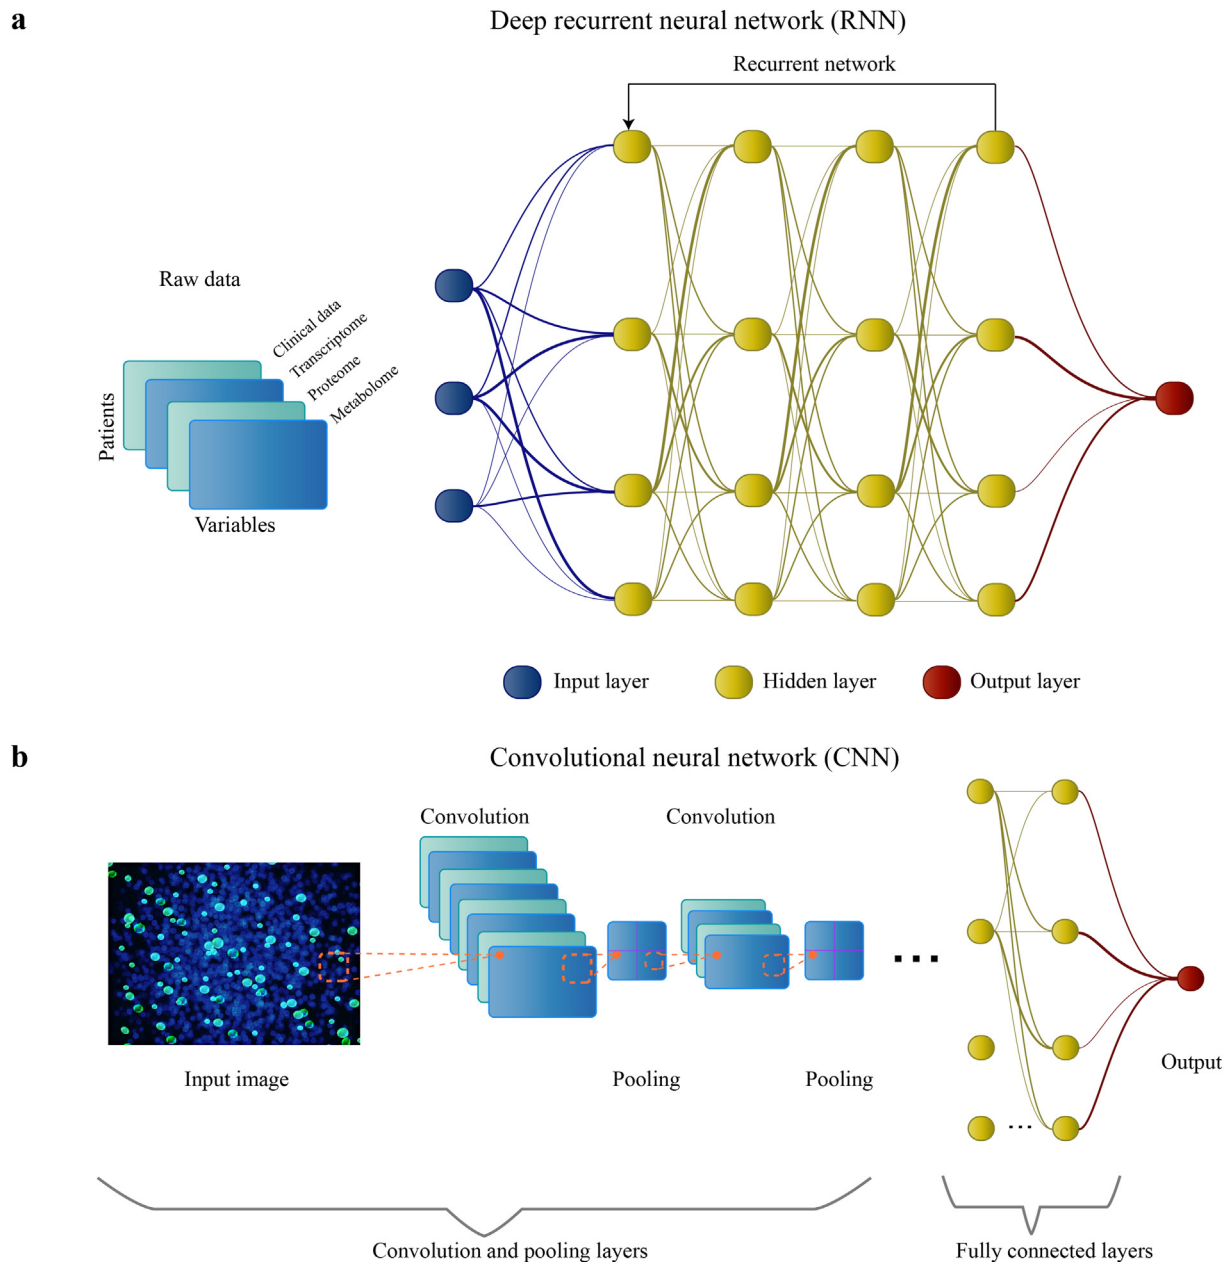 a
Deep recurrent neural network (RNN)
Recurrent network
Raw data
Clinical data
Transcriptome
Proteome
Metabolome
Patients
Variables
Input layer
Hidden layer
Output layer
b
Convolutional neural network (CNN)
Convolution
Convolution
...
Input image
Pooling
Pooling
Output
...
Convolution and pooling layers
Fully connected layers